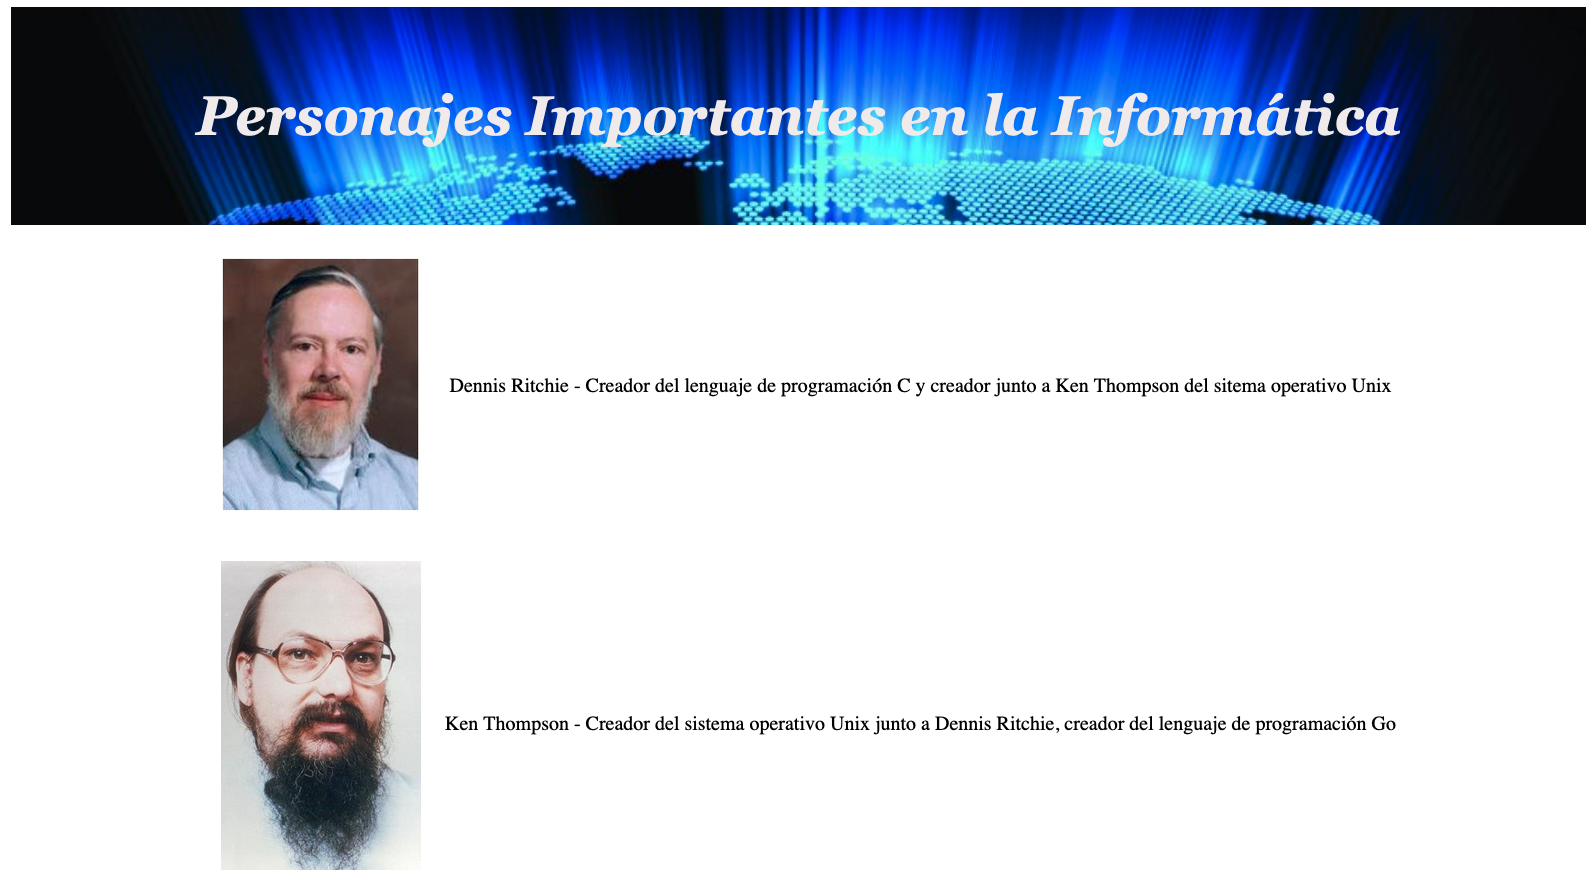 Personajes Importantes en la Informática
Dennis Ritchie - Creador del lenguaje de programación C y creador junto a Ken Thompson del sitema operativo Unix
Ken Thompson - Creador del sistema operativo Unix junto a Dennis Ritchie, creador del lenguaje de programación Go